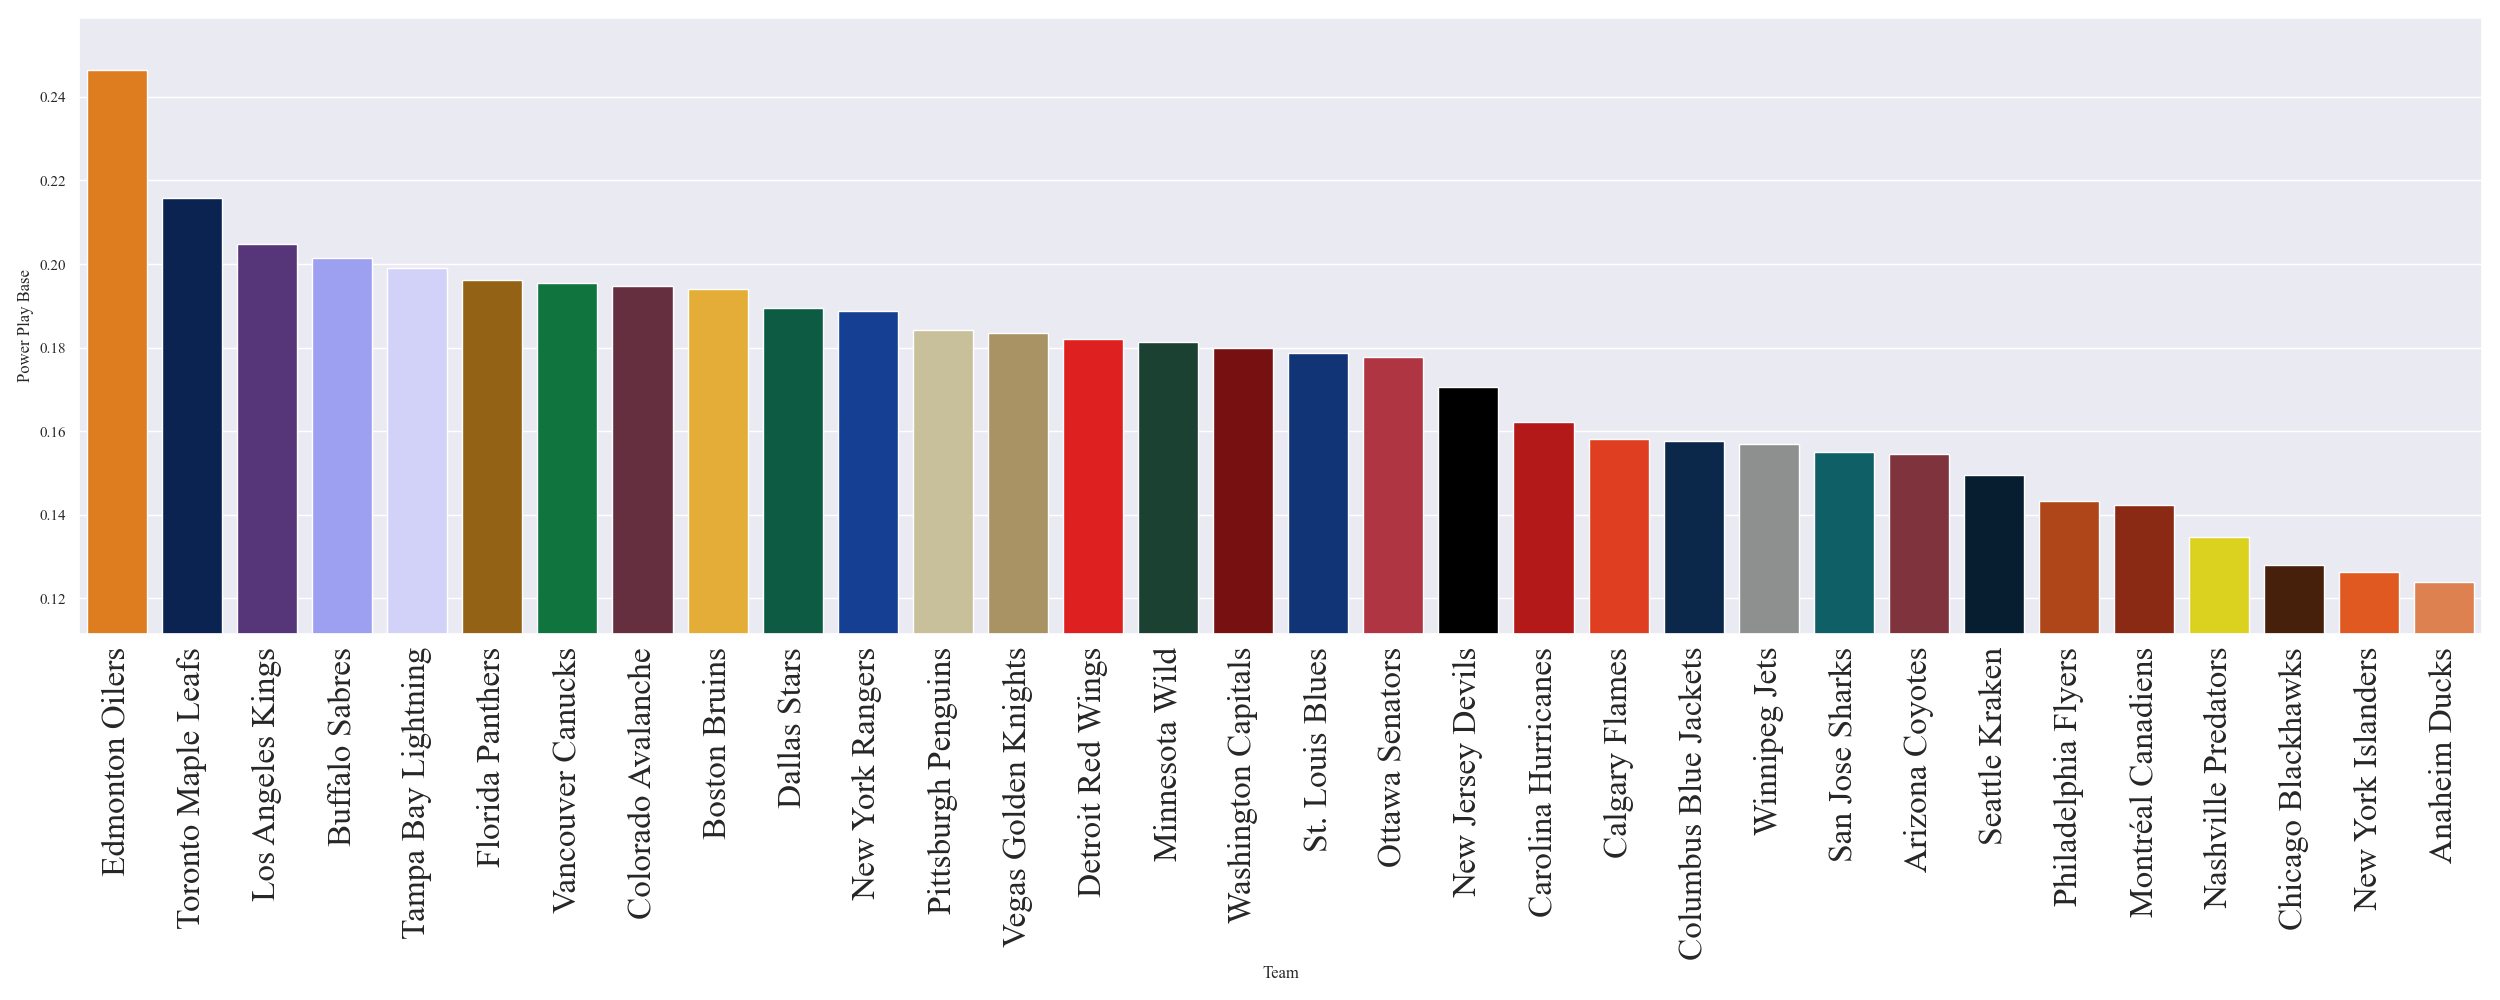 0.24
0.22
0.20
0.18
0.16
0.14
0.12
Power Play Base
Edmonton Oilers
Toronto Maple Leafs
Los Angeles Kings
Buffalo Sabres
Tampa Bay Lightning
Florida Panthers
Vancouver Canucks
Colorado Avalanche
Boston Bruins
Dallas Stars
New York Rangers
Pittsburgh Penguins
Vegas Golden Knights
Detroit Red Wings
Minnesota Wild
Washington Capitals
St. Louis Blues
Ottawa Senators
New Jersey Devils
Carolina Hurricanes
Calgary Flames
Columbus Blue Jackets
Winnipeg Jets
San Jose Sharks
Arizona Coyotes
Seattle Kraken
Philadelphia Flyers
Montréal Canadiens
Nashville Predators
Chicago Blackhawks
New York Islanders
Anaheim Ducks
Team